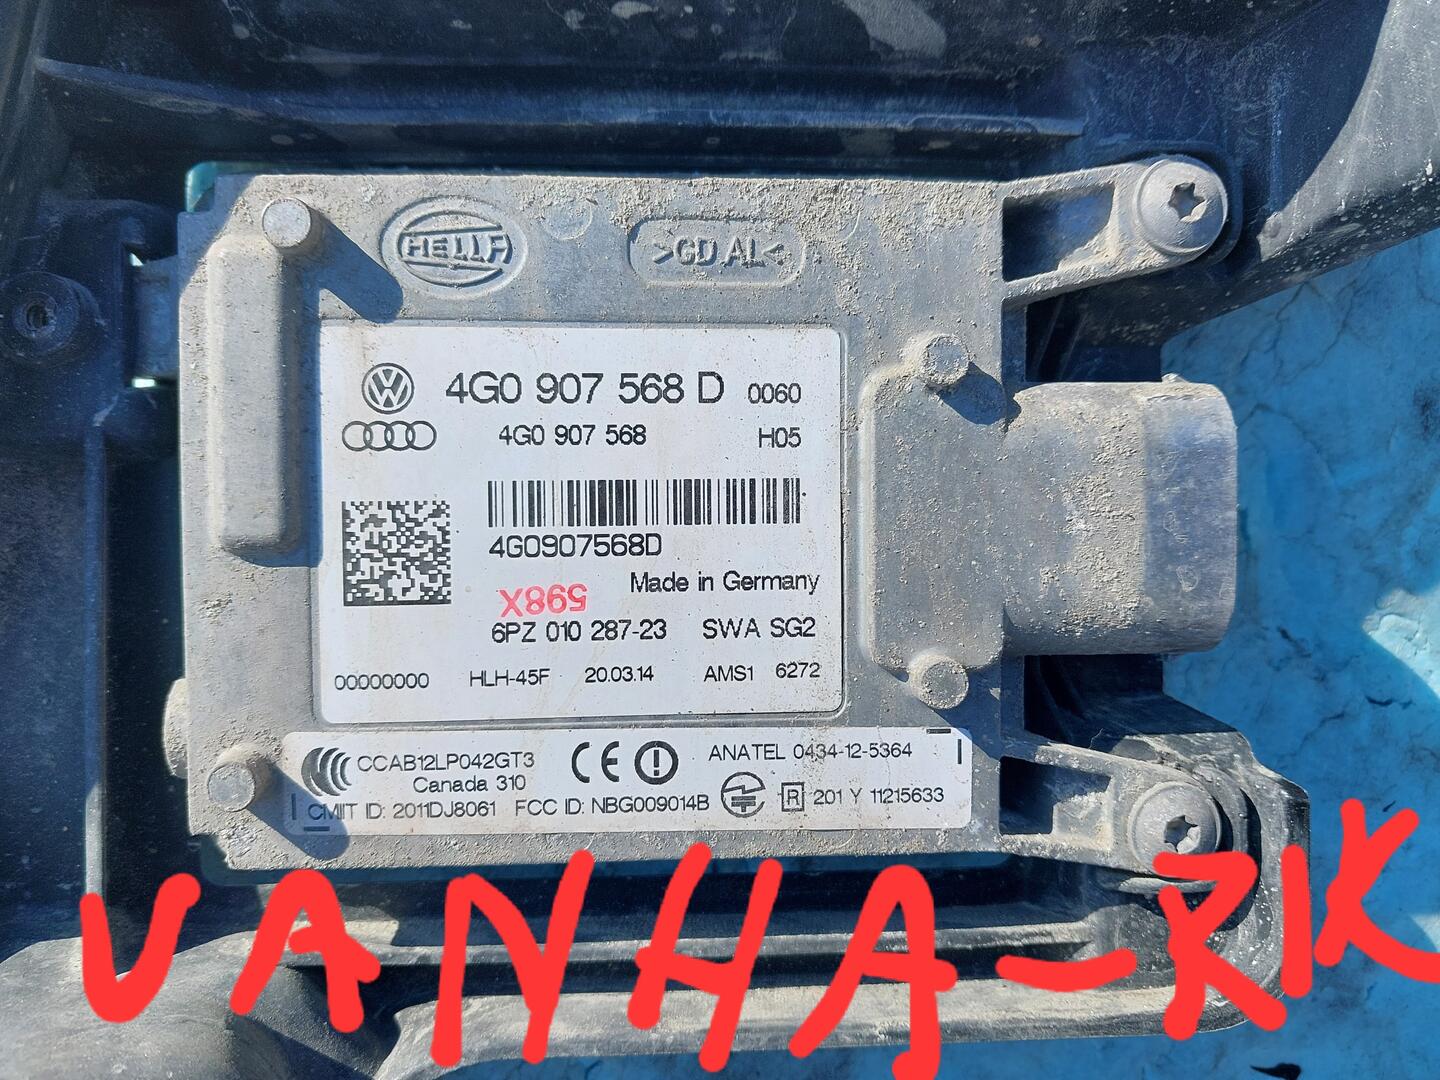 HELLA
>GD AL<
4G0 907 568 D 0060
4G0 907 568 H05
4G0907568D
Made in Germany
598X
6PZ 010 287-23 SWA SG2
00000000 HLH-45F 20.03.14 AMS1 6272
CCAB12LP042GT3 CE ANATEL 0434-12-5364
Canada 310
CMIIT ID: 2011DJ8061 FCC ID: NBG009014B R 201 Y 11215633
VANHA-RIK